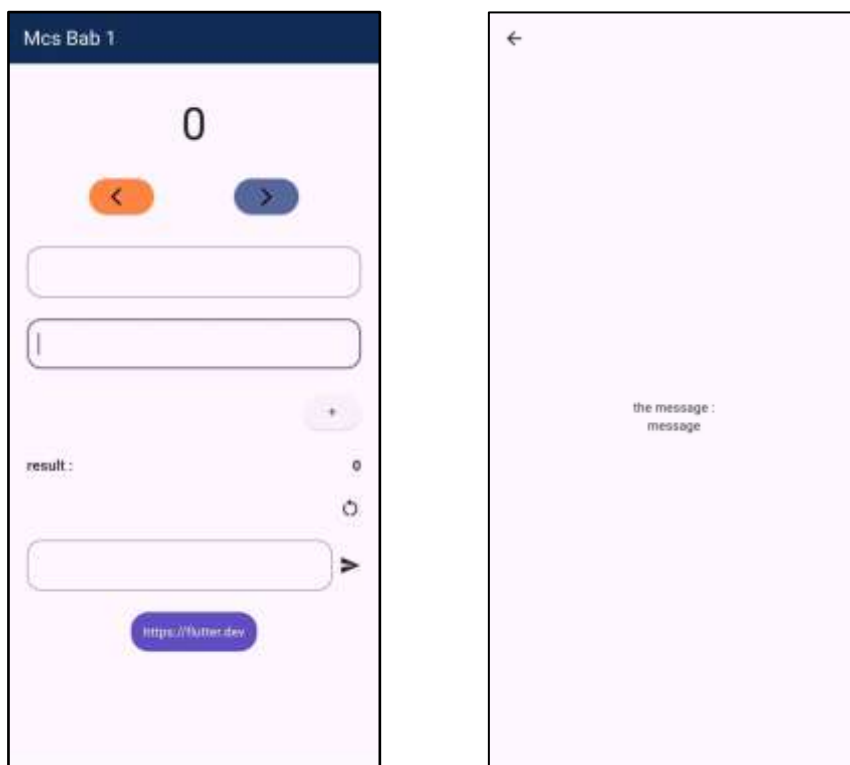 Mcs Bab 1
0
+
result :
0
https://flutter.dev
the message :
message